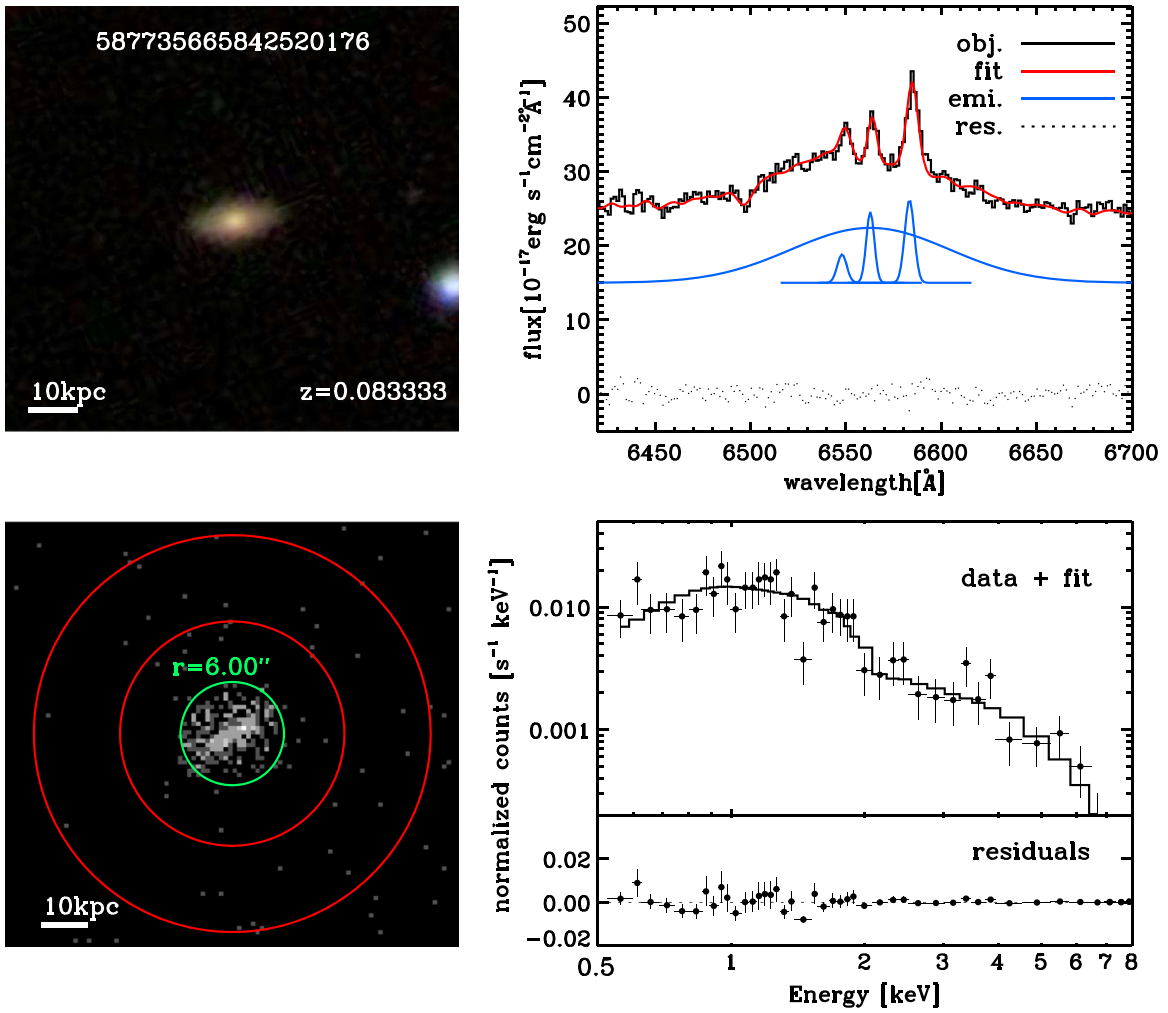 587735665842520176
10kpc
z=0.083333
50
40
30
20
10
0
flux[10⁻¹⁷erg s⁻¹cm⁻²Å⁻¹]
obj.
fit
emi.
res.
6450 6500 6550 6600 6650 6700
wavelength[Å]
r=6.00″
10kpc
normalized counts [s⁻¹ keV⁻¹]
0.010
0.001
data + fit
0.02
0.00
−0.02
residuals
0.5 1 2 3 4 5 6 7 8
Energy [keV]